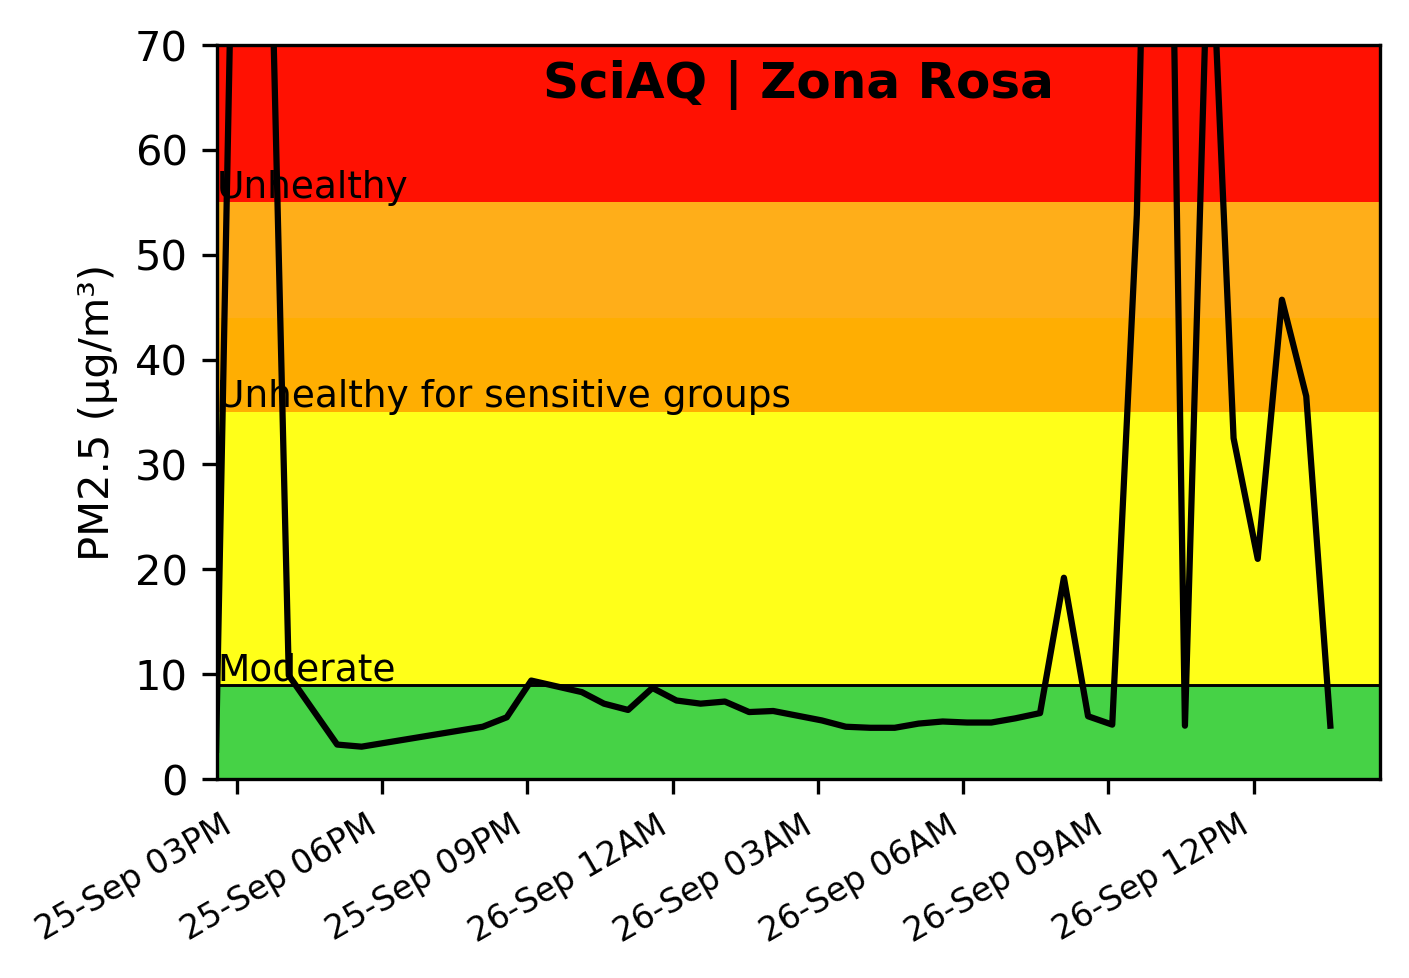 SciAQ | Zona Rosa
70
60
Unhealthy
50
40
Unhealthy for sensitive groups
30
20
Moderate
10
0
PM2.5 (µg/m³)
25-Sep 03PM
25-Sep 06PM
25-Sep 09PM
26-Sep 12AM
26-Sep 03AM
26-Sep 06AM
26-Sep 09AM
26-Sep 12PM